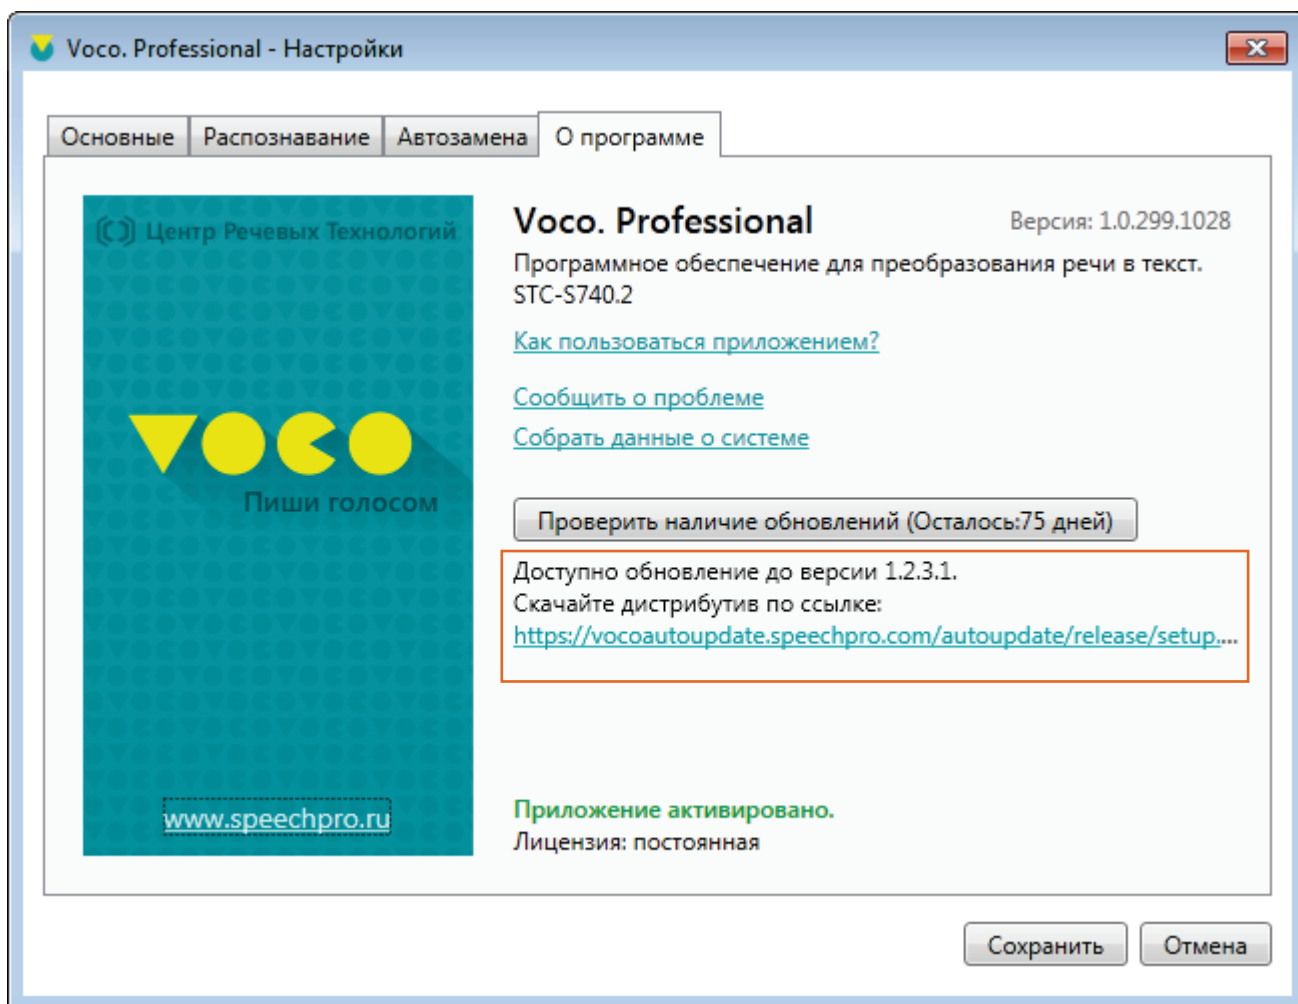 Voco. Professional - Настройки
Основные Распознавание Автозамена О программе
Центр Речевых Технологий
VOCO
Пиши голосом
www.speechpro.ru
Voco. Professional Версия: 1.0.299.1028
Программное обеспечение для преобразования речи в текст.
STC-S740.2
Как пользоваться приложением?
Сообщить о проблеме
Собрать данные о системе
Проверить наличие обновлений (Осталось:75 дней)
Доступно обновление до версии 1.2.3.1.
Скачайте дистрибутив по ссылке:
https://vocoautoupdate.speechpro.com/autoupdate/release/setup....
Приложение активировано.
Лицензия: постоянная
Сохранить Отмена